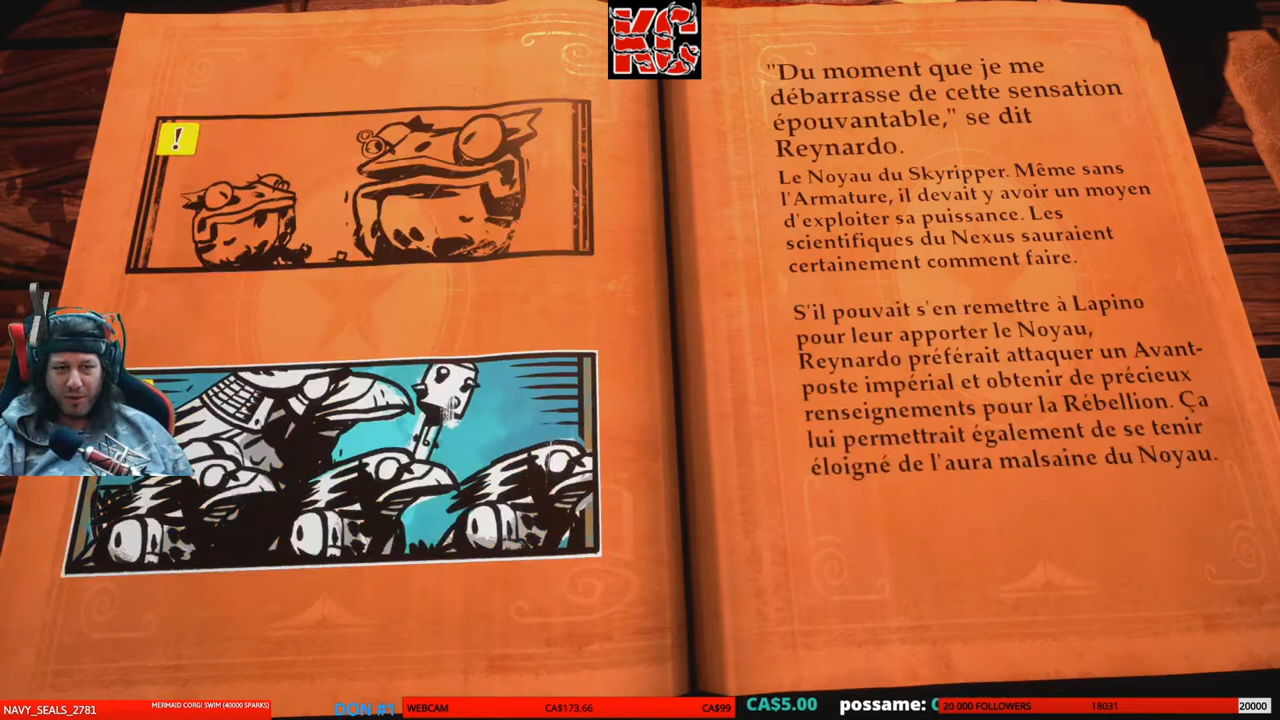 KC
!
"Du moment que je me
débarrasse de cette sensation
épouvantable," se dit
Reynardo.
Le Noyau du Skyripper. Même sans
l'Armature, il devait y avoir un moyen
d'exploiter sa puissance. Les
scientifiques du Nexus sauraient
certainement comment faire.
S'il pouvait s'en remettre à Lapino
pour leur apporter le Noyau,
Reynardo préférait attaquer un Avant-
poste impérial et obtenir de précieux
renseignements pour la Rébellion. Ça
lui permettrait également de se tenir
éloigné de l'aura malsaine du Noyau.
NAVY_SEALS_2781
MERMAID CORGI SWIM (40000 SPARKS)
DON #1
WEBCAM
CA$173.66
CA$99
CA$5.00
possame:
20 000 FOLLOWERS
18031
20000